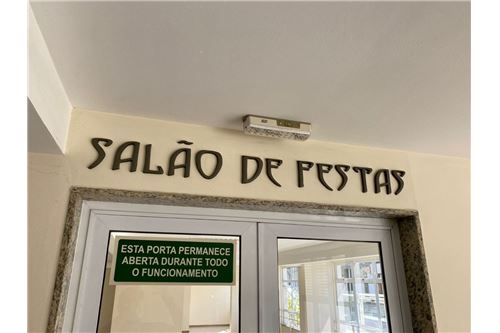 SALÃO DE FESTAS
ESTA PORTA PERMANECE
ABERTA DURANTE TODO
O FUNCIONAMENTO